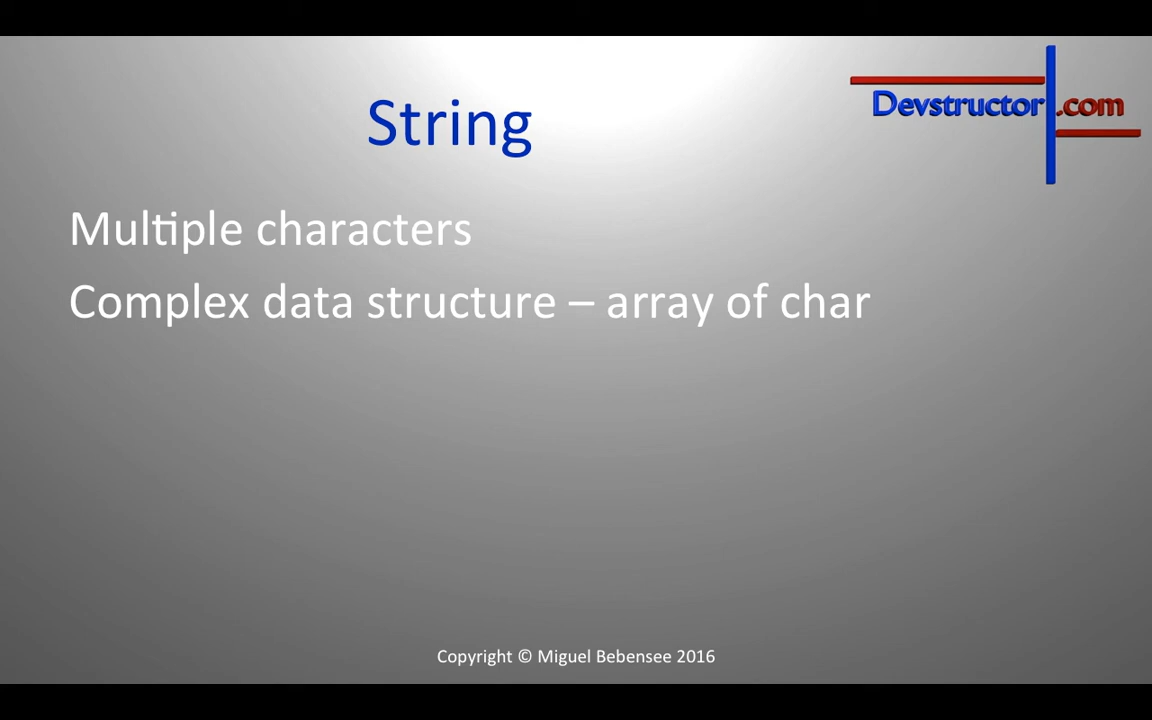 Devstructor.com
String
Multiple characters
Complex data structure – array of char
Copyright © Miguel Bebensee 2016